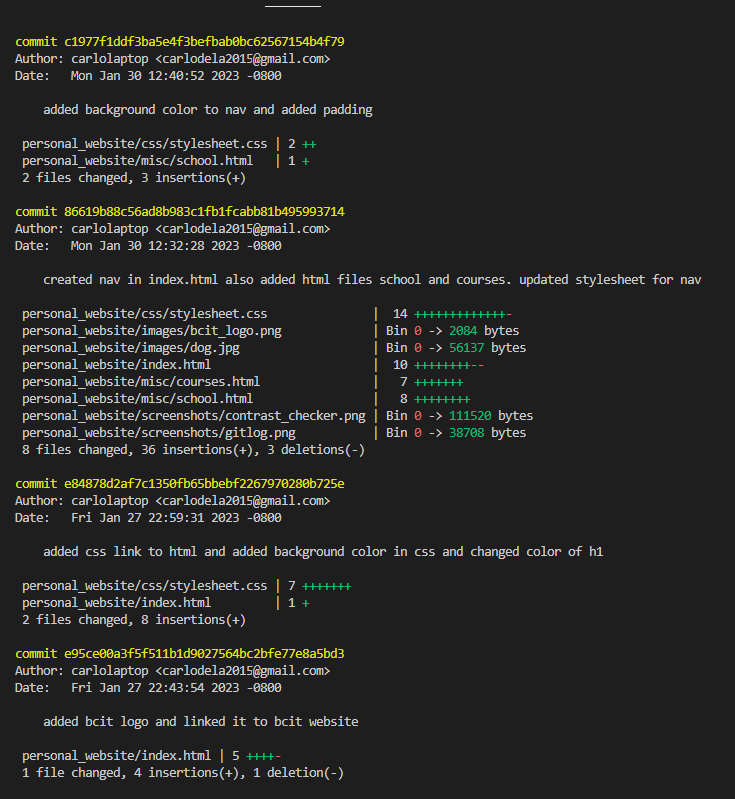 commit c1977f1ddf3ba5e4f3befbab0bc62567154b4f79
Author: carlolaptop <carlodela2015@gmail.com>
Date:   Mon Jan 30 12:40:52 2023 -0800
added background color to nav and added padding
personal_website/css/stylesheet.css | 2 ++
personal_website/misc/school.html   | 1 +
2 files changed, 3 insertions(+)
commit 86619b88c56ad8b983c1fb1fcabb81b495993714
Author: carlolaptop <carlodela2015@gmail.com>
Date:   Mon Jan 30 12:32:28 2023 -0800
created nav in index.html also added html files school and courses. updated stylesheet for nav
personal_website/css/stylesheet.css               |  14 +++++++++++++-
personal_website/images/bcit_logo.png             | Bin 0 -> 2084 bytes
personal_website/images/dog.jpg                   | Bin 0 -> 56137 bytes
personal_website/index.html                       |  10 ++++++++--
personal_website/misc/courses.html                |   7 +++++++
personal_website/misc/school.html                 |   8 ++++++++
personal_website/screenshots/contrast_checker.png | Bin 0 -> 111520 bytes
personal_website/screenshots/gitlog.png           | Bin 0 -> 38708 bytes
8 files changed, 36 insertions(+), 3 deletions(-)
commit e84878d2af7c1350fb65bbebf2267970280b725e
Author: carlolaptop <carlodela2015@gmail.com>
Date:   Fri Jan 27 22:59:31 2023 -0800
added css link to html and added background color in css and changed color of h1
personal_website/css/stylesheet.css | 7 +++++++
personal_website/index.html         | 1 +
2 files changed, 8 insertions(+)
commit e95ce00a3f5f511b1d9027564bc2bfe77e8a5bd3
Author: carlolaptop <carlodela2015@gmail.com>
Date:   Fri Jan 27 22:43:54 2023 -0800
added bcit logo and linked it to bcit website
personal_website/index.html | 5 ++++-
1 file changed, 4 insertions(+), 1 deletion(-)